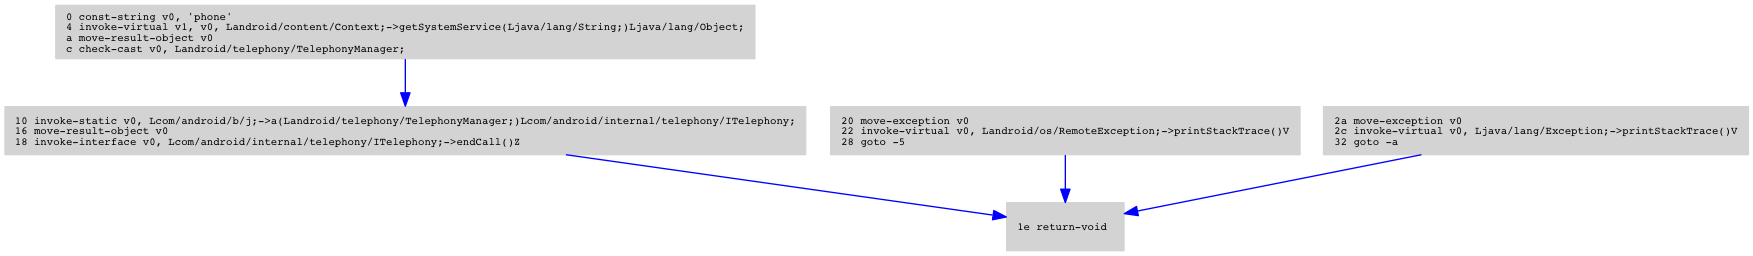 0 const-string v0, 'phone'
4 invoke-virtual v1, v0, Landroid/content/Context;->getSystemService(Ljava/lang/String;)Ljava/lang/Object;
a move-result-object v0
c check-cast v0, Landroid/telephony/TelephonyManager;
10 invoke-static v0, Lcom/android/b/j;->a(Landroid/telephony/TelephonyManager;)Lcom/android/internal/telephony/ITelephony;
16 move-result-object v0
18 invoke-interface v0, Lcom/android/internal/telephony/ITelephony;->endCall()Z
20 move-exception v0
22 invoke-virtual v0, Landroid/os/RemoteException;->printStackTrace()V
28 goto -5
2a move-exception v0
2c invoke-virtual v0, Ljava/lang/Exception;->printStackTrace()V
32 goto -a
1e return-void